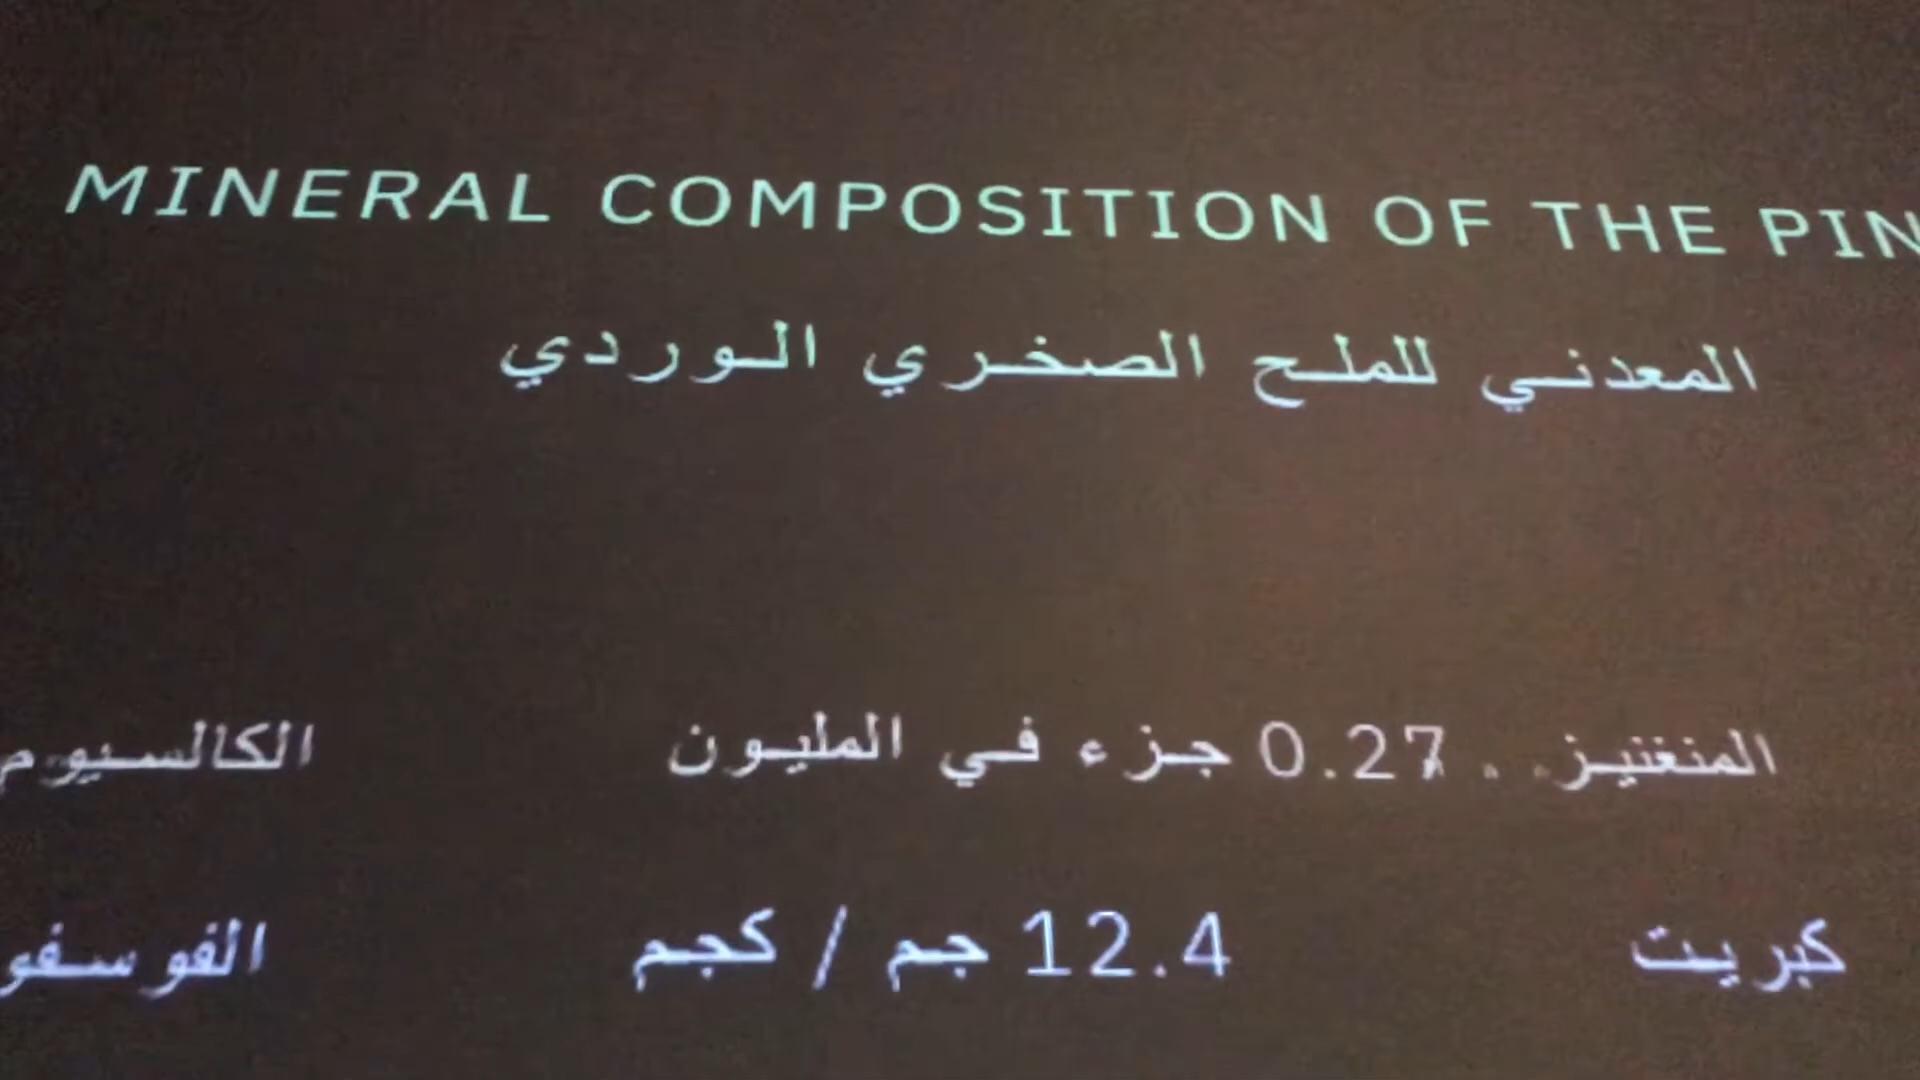 MINERAL COMPOSITION OF THE PIN
المعدني للملح الصخري الوردي
المنغنيز. . 0.27 جزء في المليون الكالسيوم
كبريت 12.4 جم / كجم الفوسفو